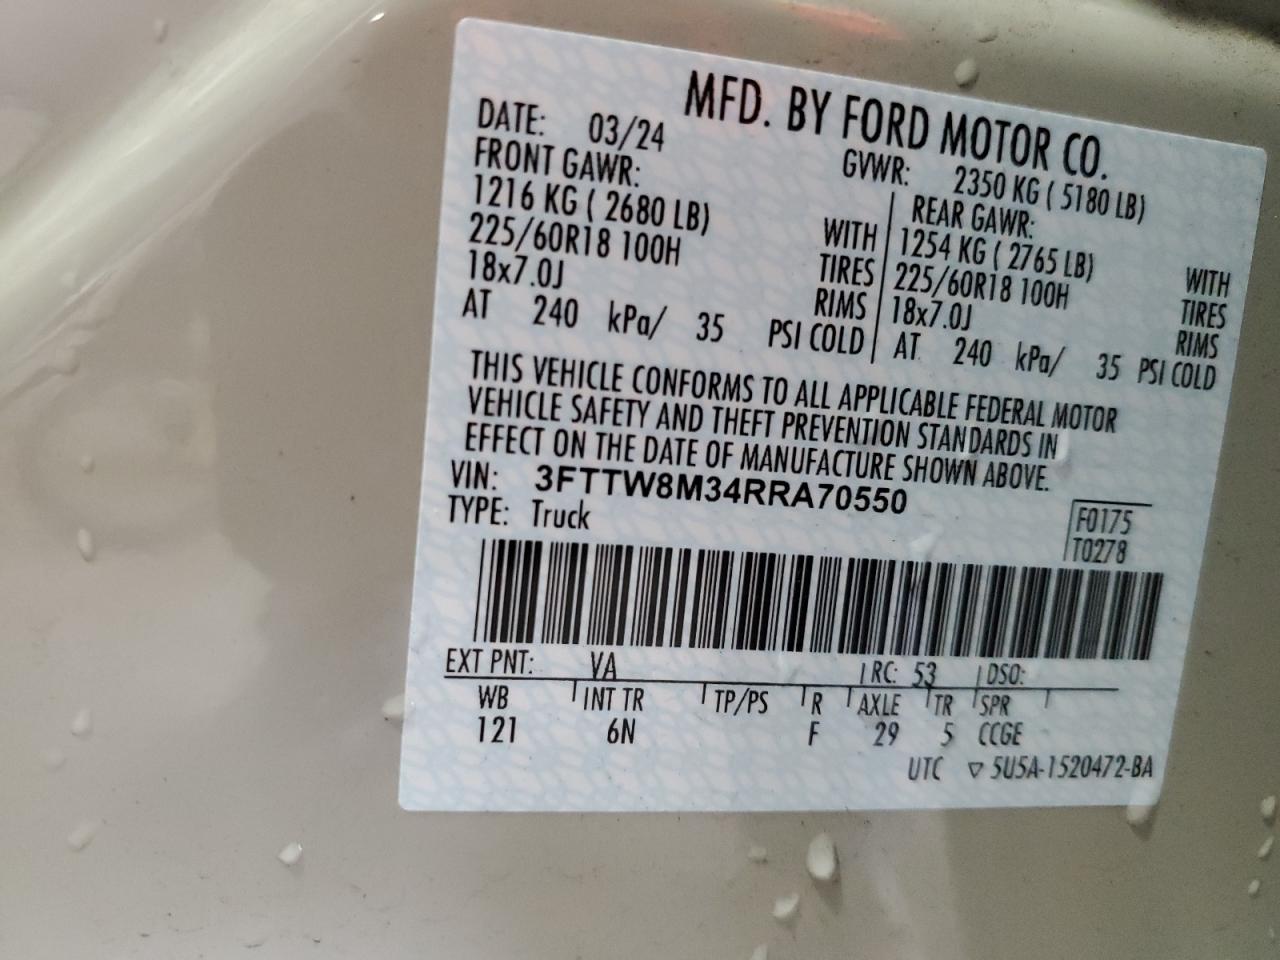 MFD. BY FORD MOTOR CO.
DATE: 03/24 GVWR: 2350 KG ( 5180 LB)
FRONT GAWR: REAR GAWR:
1216 KG ( 2680 LB) WITH 1254 KG ( 2765 LB) WITH
225/60R18 100H TIRES 225/60R18 100H TIRES
18x7.0J RIMS 18x7.0J RIMS
AT 240 kPa/ 35 PSI COLD AT 240 kPa/ 35 PSI COLD
THIS VEHICLE CONFORMS TO ALL APPLICABLE FEDERAL MOTOR
VEHICLE SAFETY AND THEFT PREVENTION STANDARDS IN
EFFECT ON THE DATE OF MANUFACTURE SHOWN ABOVE.
VIN: 3FTTW8M34RRA70550
TYPE: Truck F0175
T0278
EXT PNT: VA RC: 53 DSO:
WB INT TR TP/PS R AXLE TR SPR
121 6N F 29 5 CCGE
UTC ▽ 5U5A-1520472-BA